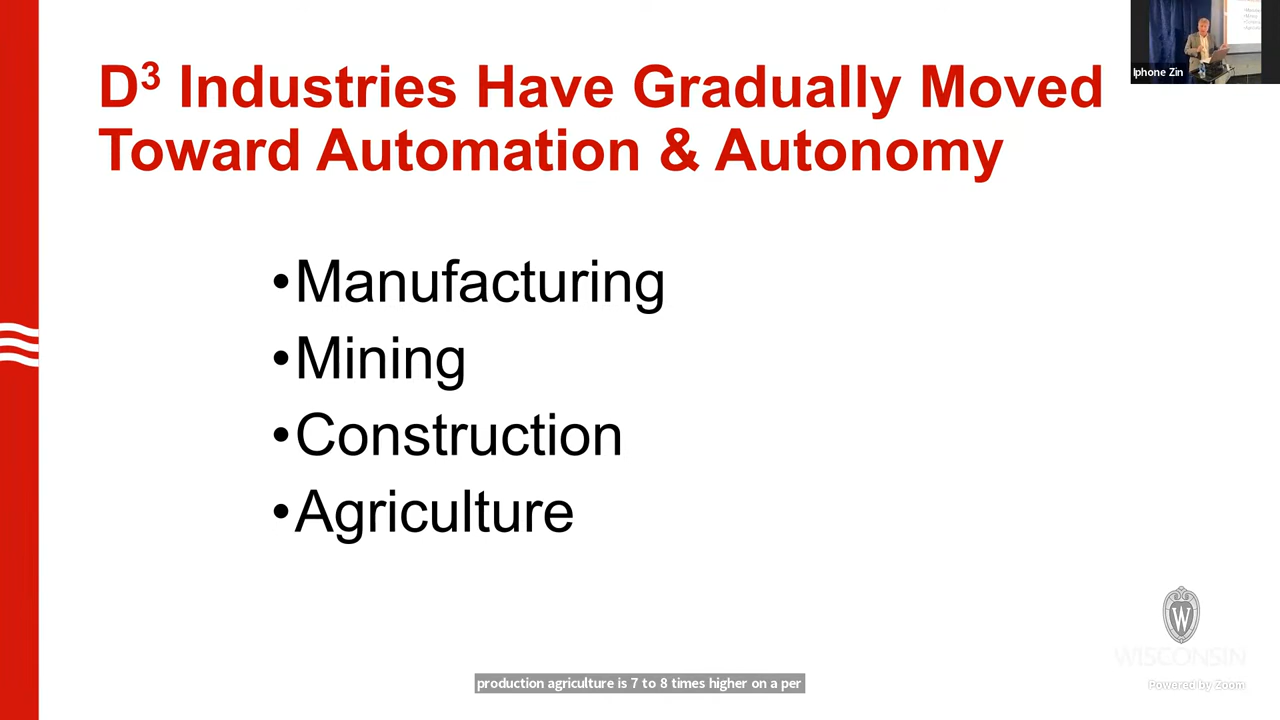 D³ Industries Have Gradually Moved
Toward Automation & Autonomy
•Manufacturing
•Mining
•Construction
•Agriculture
Iphone Zin
W
WISCONSIN
Powered by Zoom
production agriculture is 7 to 8 times higher on a per